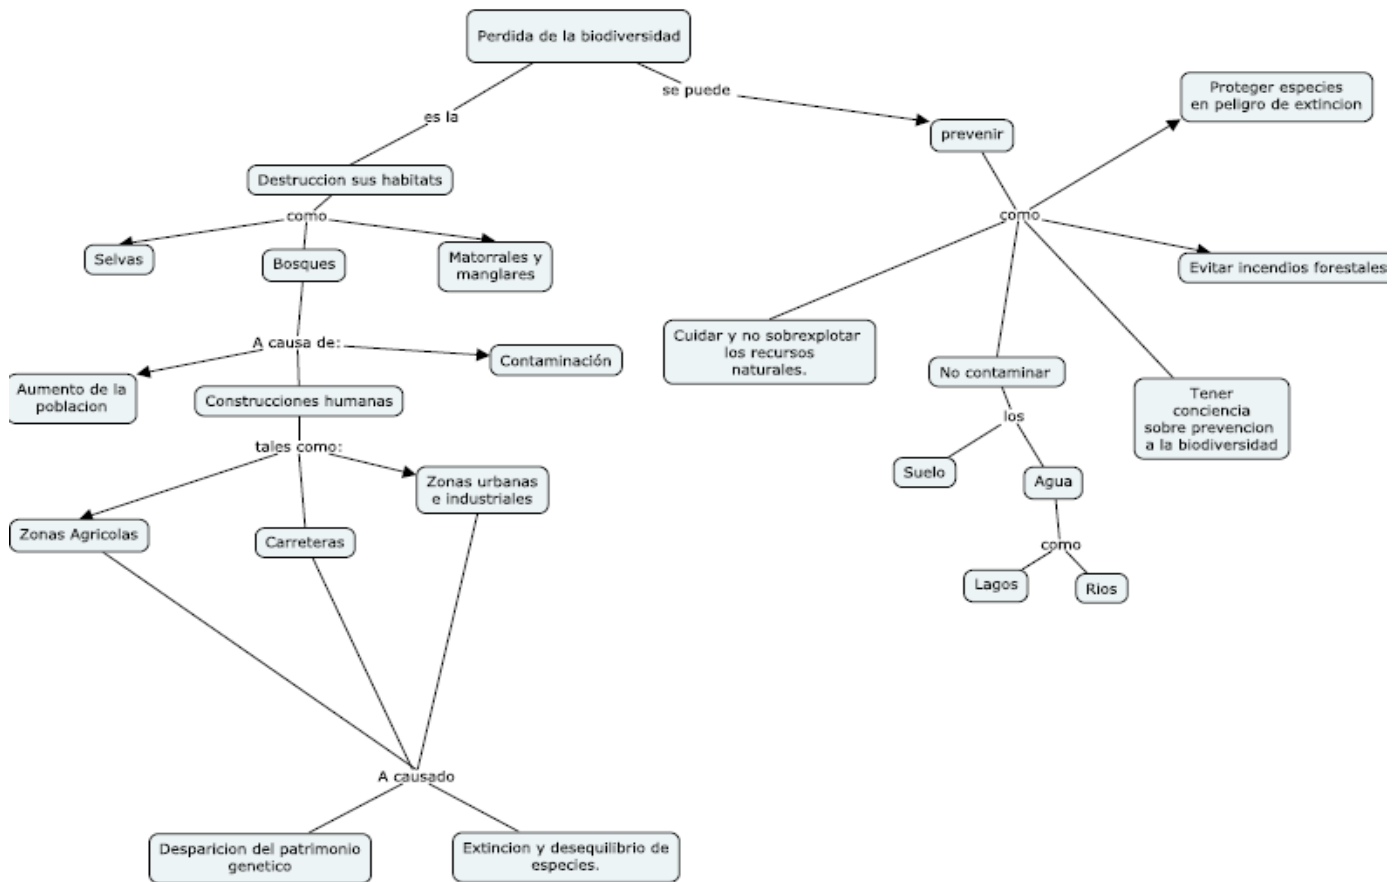 Perdida de la biodiversidad
se puede
Proteger especies
en peligro de extincion
es la
prevenir
Destruccion sus habitats
como
como
Selvas
Bosques
Matorrales y
manglares
Evitar incendios forestales
A causa de:
Cuidar y no sobrexplotar
los recursos
naturales.
Contaminación
No contaminar
Aumento de la
poblacion
Construcciones humanas
Tener
conciencia
sobre prevencion
a la biodiversidad
los
tales como:
Suelo
Agua
Zonas urbanas
e industriales
Zonas Agricolas
Carreteras
como
Lagos
Rios
A causado
Desparicion del patrimonio
genetico
Extincion y desequilibrio de
especies.